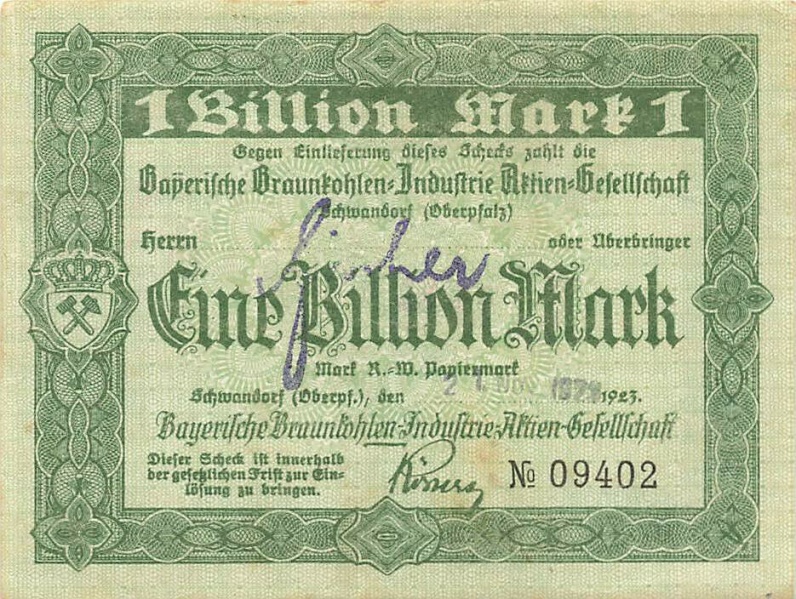 1 Billion Mark 1
Gegen Einlieferung dieses Schecks zahlt die
Bayerische Braunkohlen-Industrie Aktien-Gesellschaft
Schwandorf (Oberpfalz)
Herrn oder Überbringer
Eine Billion Mark
Mark R.-W. Papiermark
Schwandorf (Oberpf.), den 1923.
Bayerische Braunkohlen-Industrie-Aktien-Gesellschaft
Dieser Scheck ist innerhalb
der gesetzlichen Frist zur Ein-
lösung zu bringen.
№ 09402